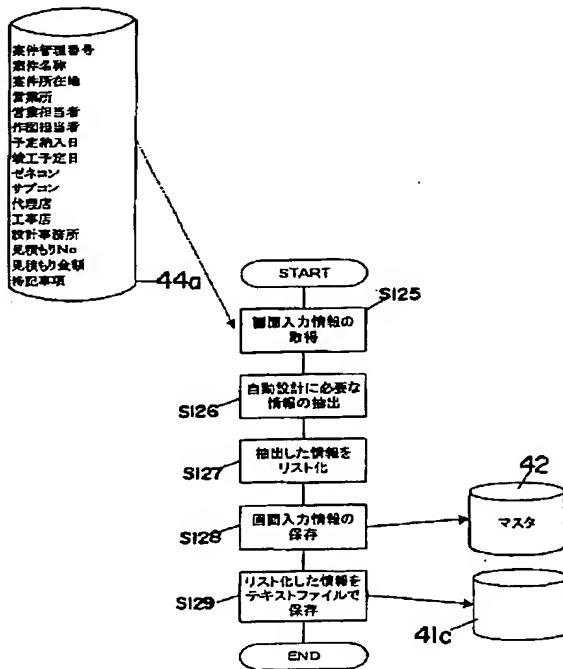 案件管理番号
案件名称
案件所在地
営業所
営業担当者
作図担当者
予定納入日
竣工予定日
ゼネコン
サブコン
代理店
工事店
設計事務所
見積もりNo
見積もり金額
特記事項
44a
START
S125
画面入力情報の
取得
自動設計に必要な
情報の抽出
S126
抽出した情報を
リスト化
S127
42
画面入力情報の
保存
S128
マスタ
リスト化した情報を
テキストファイルで
保存
S129
41c
END